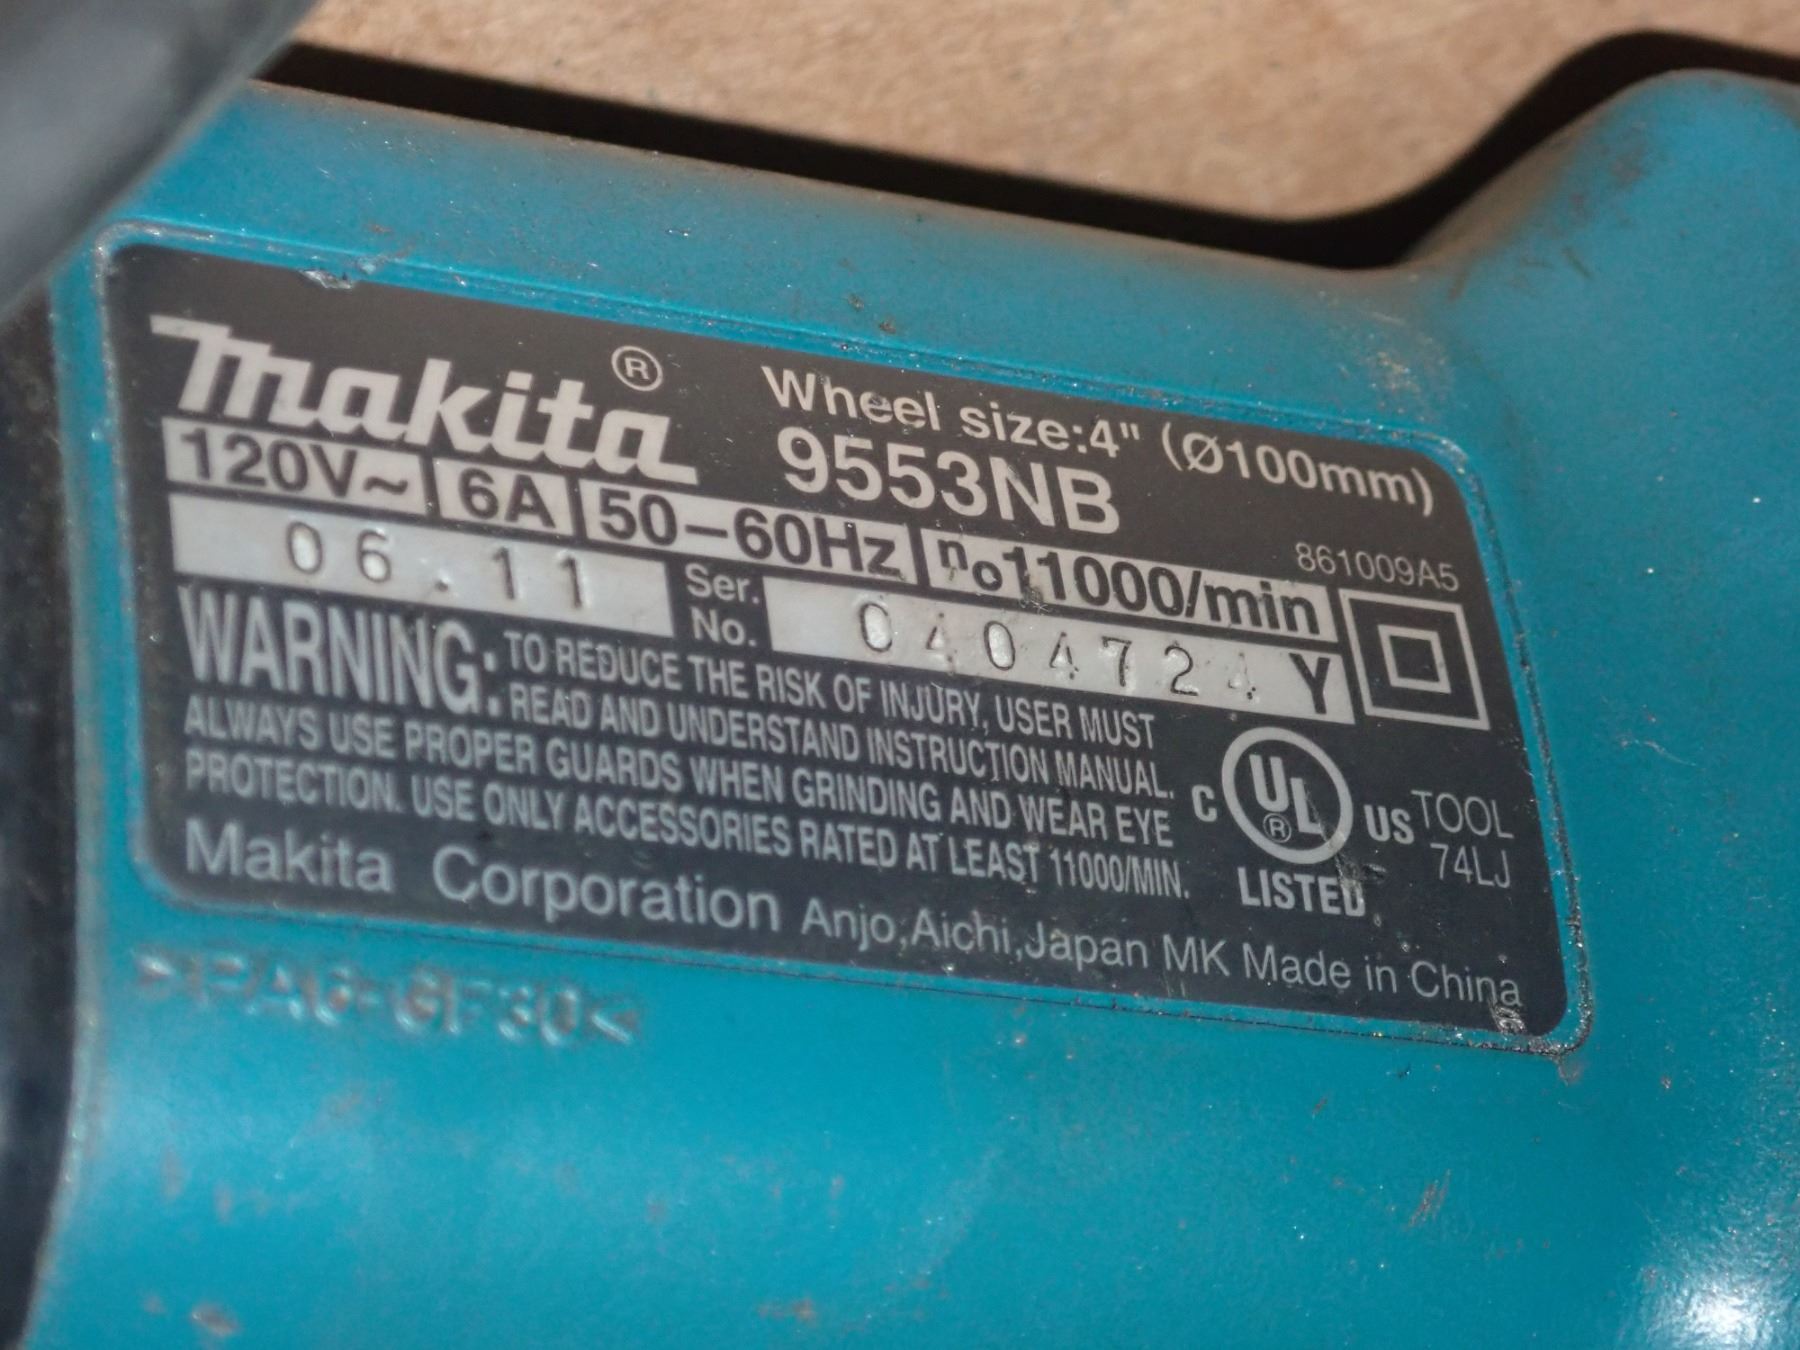 makita® Wheel size:4" (Ø100mm)
9553NB
120V~ 6A 50-60Hz no11000/min 861009A5
06.11 Ser. No. 0404724 Y
WARNING: TO REDUCE THE RISK OF INJURY, USER MUST
READ AND UNDERSTAND INSTRUCTION MANUAL.
ALWAYS USE PROPER GUARDS WHEN GRINDING AND WEAR EYE
PROTECTION. USE ONLY ACCESSORIES RATED AT LEAST 11000/MIN.
C UL® US
LISTED
TOOL
74LJ
Makita Corporation Anjo,Aichi,Japan MK Made in China
>PA6-GF30<